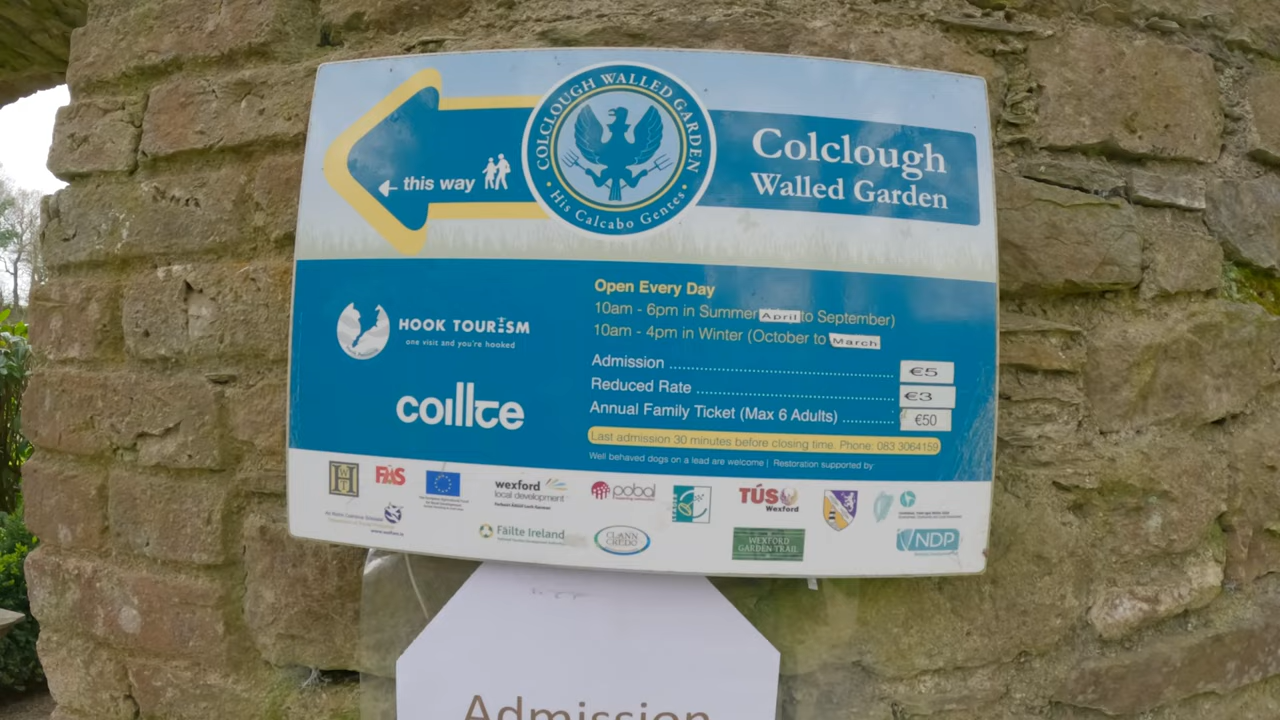 COLCLOUGH WALLED GARDEN
• His Calcabo Gentes •
this way
Colclough
Walled Garden
Open Every Day
10am - 6pm in Summer April to September)
10am - 4pm in Winter (October to March
Admission .......... €5
Reduced Rate .......... €3
Annual Family Ticket (Max 6 Adults) .......... €50
Last admission 30 minutes before closing time. Phone: 083 3064159
Well behaved dogs on a lead are welcome | Restoration supported by
HOOK TOURISM
one visit and you're hooked
coillte
FÁS
wexford
local development
pobal
TÚS
Wexford
Fáilte Ireland
CLANN
CREDO
WEXFORD
GARDEN TRAIL
NDP
Admission